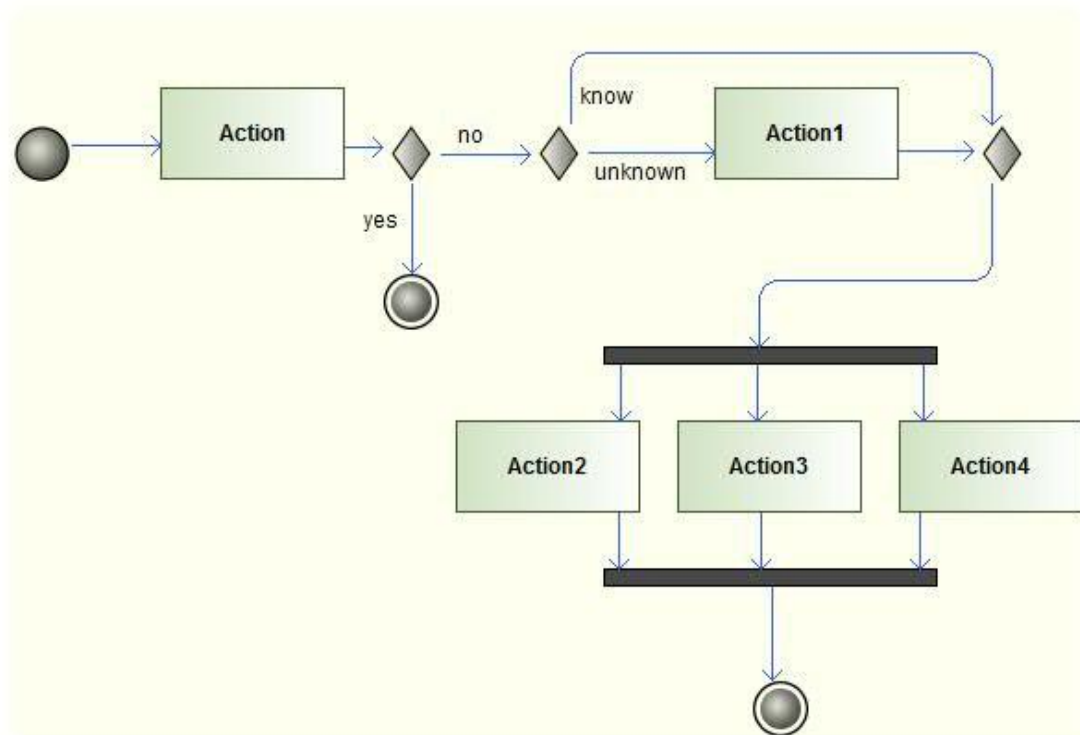 know
Action
no
Action1
unknown
yes
Action2
Action3
Action4